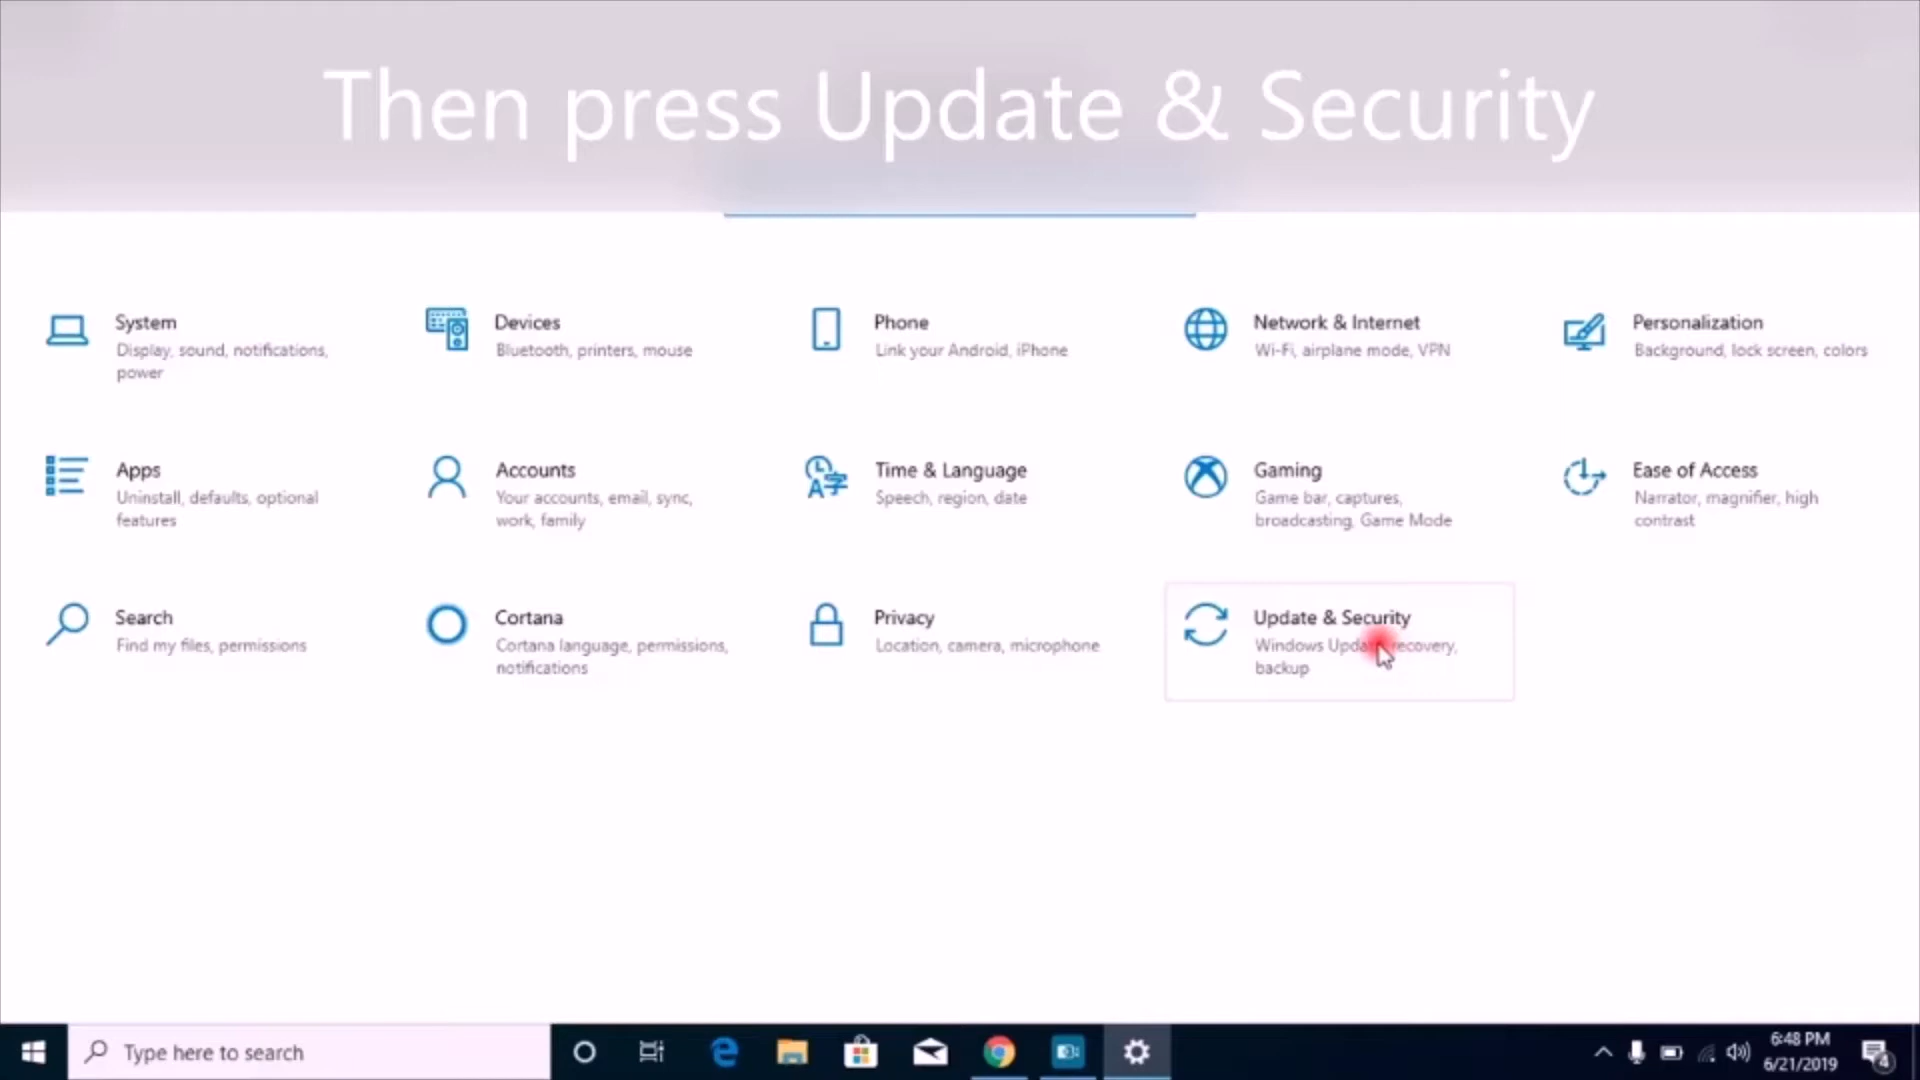 Then press Update & Security
System
Display, sound, notifications,
power
Devices
Bluetooth, printers, mouse
Phone
Link your Android, iPhone
Network & Internet
Wi-Fi, airplane mode, VPN
Personalization
Background, lock screen, colors
Apps
Uninstall, defaults, optional
features
Accounts
Your accounts, email, sync,
work, family
Time & Language
Speech, region, date
Gaming
Game bar, captures,
broadcasting, Game Mode
Ease of Access
Narrator, magnifier, high
contrast
Search
Find my files, permissions
Cortana
Cortana language, permissions,
notifications
Privacy
Location, camera, microphone
Update & Security
Windows Update, recovery,
backup
Type here to search
6:48 PM
6/21/2019
4